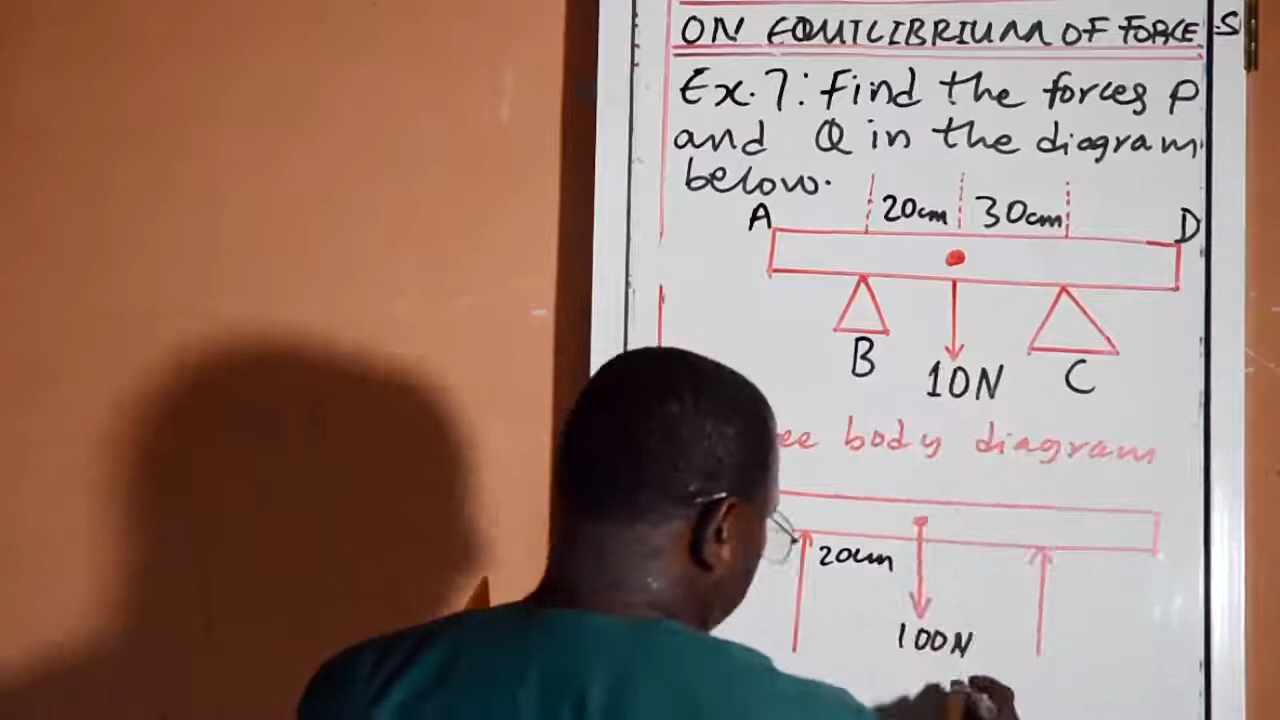 ON EQUILIBRIUM OF FORCES
Ex.7: Find the forces P
and Q in the diagram
below.
20cm 30cm
A D
B 10N C
body diagram
20cm
100N